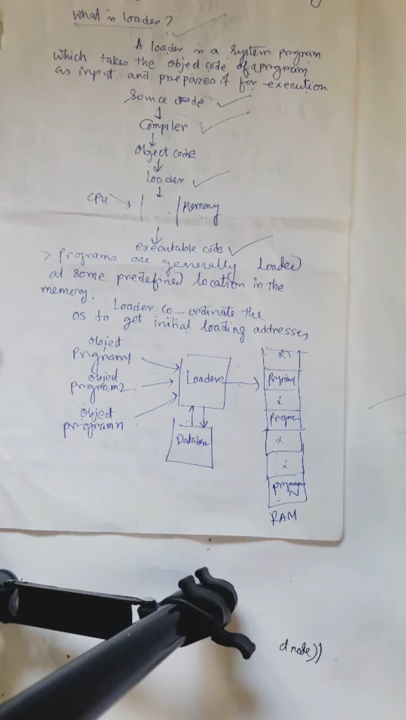 What is loader?
A loader is a system program
which takes the object code of a program
as input and prepares it for execution
Source code
Compiler
Object code
Loader
CPU
Memory
executable code
> Programs are generally loaded
at some predefined location in the
memory.
Loader co-ordinate the
OS to get initial loading addresses
Object
Program1
Object
program2
Object
program n
Loader
Database
Program
Program
RAM